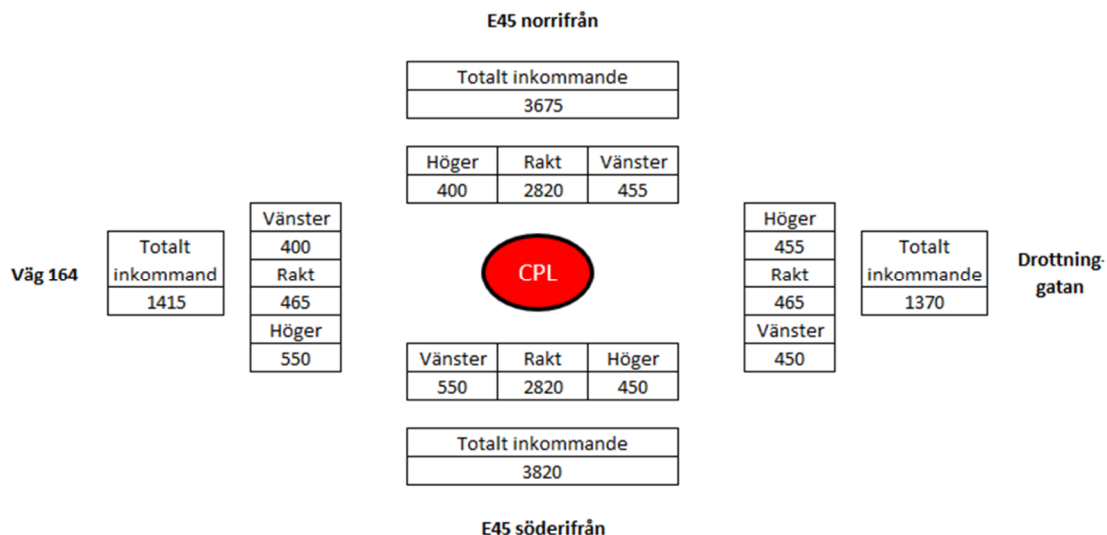 E45 norrifrån
Totalt inkommande
3675
Höger Rakt Vänster
400 2820 455
Väg 164
Totalt
inkommand
1415
Vänster
400
Rakt
465
Höger
550
CPL
Höger
455
Rakt
465
Vänster
450
Totalt
inkommande
1370
Drottning-
gatan
Vänster Rakt Höger
550 2820 450
Totalt inkommande
3820
E45 söderifrån